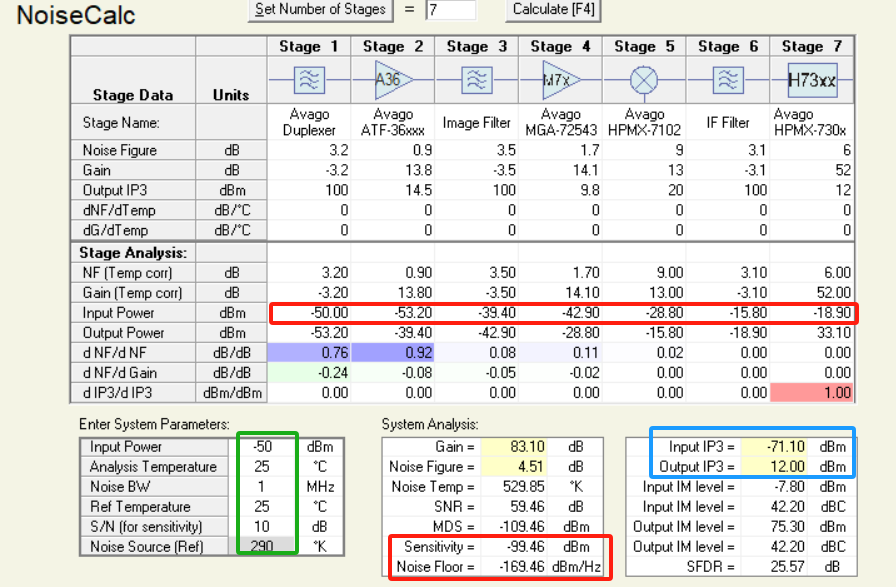 NoiseCalc
Set Number of Stages = 7 Calculate [F4]
Stage 1 Stage 2 Stage 3 Stage 4 Stage 5 Stage 6 Stage 7
A36 M7x H73xx
Stage Data Units
Stage Name: Avago Duplexer Avago ATF-36xxx Image Filter Avago MGA-72543 Avago HPMX-7102 IF Filter Avago HPMX-730x
Noise Figure dB 3.2 0.9 3.5 1.7 9 3.1 6
Gain dB -3.2 13.8 -3.5 14.1 13 -3.1 52
Output IP3 dBm 100 14.5 100 9.8 20 100 12
dNF/dTemp dB/°C 0 0 0 0 0 0 0
dG/dTemp dB/°C 0 0 0 0 0 0 0
Stage Analysis:
NF (Temp corr) dB 3.20 0.90 3.50 1.70 9.00 3.10 6.00
Gain (Temp corr) dB -3.20 13.80 -3.50 14.10 13.00 -3.10 52.00
Input Power dBm -50.00 -53.20 -39.40 -42.90 -28.80 -15.80 -18.90
Output Power dBm -53.20 -39.40 -42.90 -28.80 -15.80 -18.90 33.10
d NF/d NF dB/dB 0.76 0.92 0.08 0.11 0.02 0.00 0.00
d NF/d Gain dB/dB -0.24 -0.08 -0.05 -0.02 0.00 0.00 0.00
d IP3/d IP3 dBm/dBm 0.00 0.00 0.00 0.00 0.00 0.00 1.00
Enter System Parameters:
Input Power -50 dBm
Analysis Temperature 25 °C
Noise BW 1 MHz
Ref Temperature 25 °C
S/N (for sensitivity) 10 dB
Noise Source (Ref) 290 °K
System Analysis:
Gain = 83.10 dB
Noise Figure = 4.51 dB
Noise Temp = 529.85 °K
SNR = 59.46 dB
MDS = -109.46 dBm
Sensitivity = -99.46 dBm
Noise Floor = -169.46 dBm/Hz
Input IP3 = -71.10 dBm
Output IP3 = 12.00 dBm
Input IM level = -7.80 dBm
Input IM level = 42.20 dBC
Output IM level = 75.30 dBm
Output IM level = 42.20 dBC
SFDR = 25.57 dB